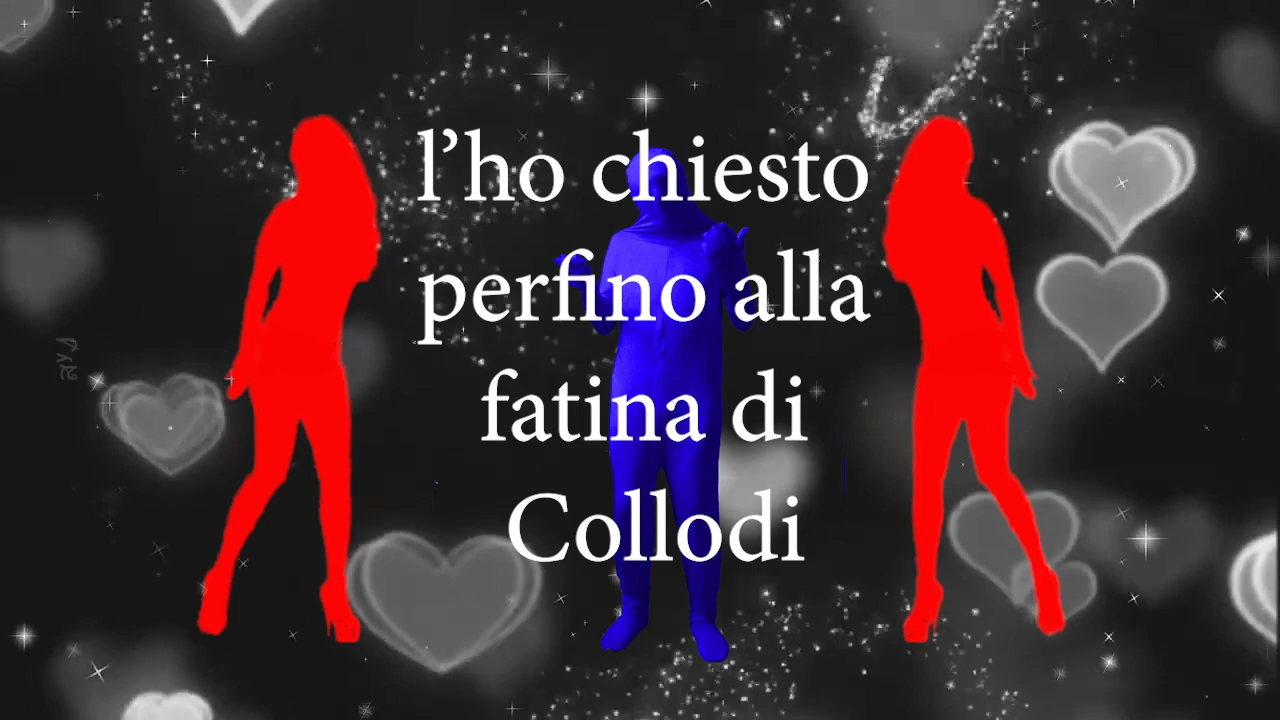 l’ho chiesto
perfino alla
fatina di
Collodi